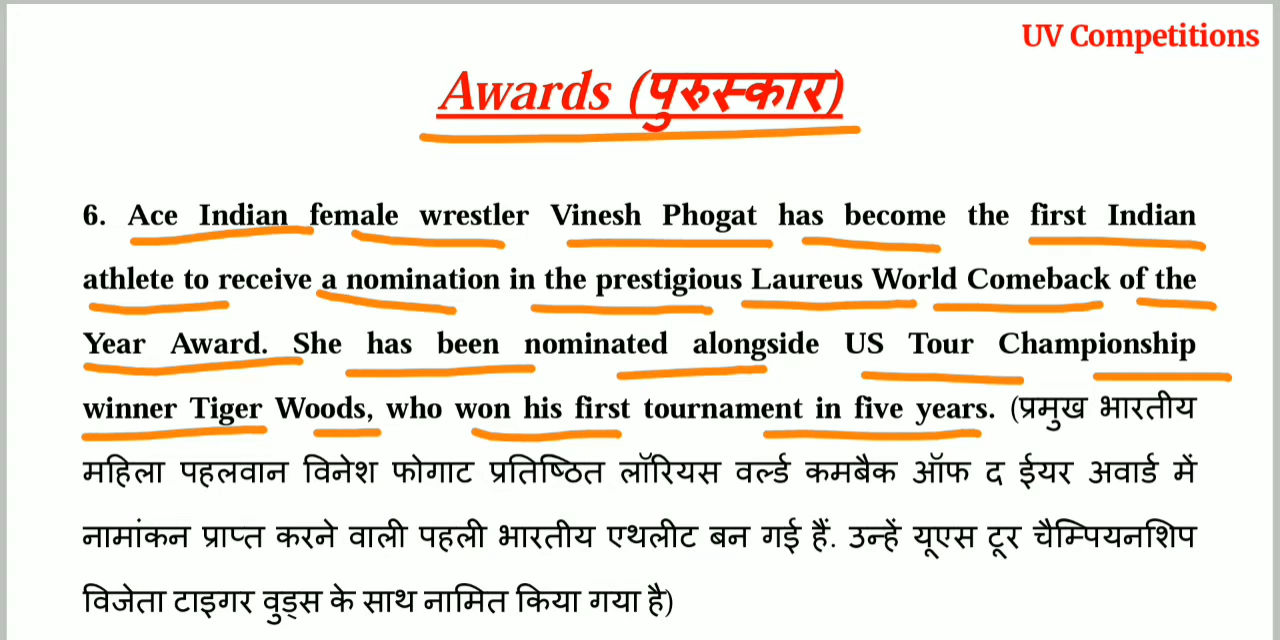 UV Competitions
Awards (पुरुस्कार)
6. Ace Indian female wrestler Vinesh Phogat has become the first Indian
athlete to receive a nomination in the prestigious Laureus World Comeback of the
Year Award. She has been nominated alongside US Tour Championship
winner Tiger Woods, who won his first tournament in five years. (प्रमुख भारतीय
महिला पहलवान विनेश फोगाट प्रतिष्ठित लॉरियस वर्ल्ड कमबैक ऑफ द ईयर अवार्ड में
नामांकन प्राप्त करने वाली पहली भारतीय एथलीट बन गई हैं. उन्हें यूएस टूर चैम्पियनशिप
विजेता टाइगर वुड्स के साथ नामित किया गया है)